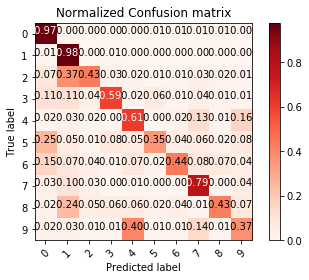 Normalized Confusion matrix
0 0.97 0.00 0.00 0.00 0.00 0.01 0.01 0.01 0.01 0.00
1 0.01 0.98 0.00 0.01 0.00 0.00 0.00 0.00 0.01 0.00
2 0.07 0.37 0.43 0.03 0.02 0.01 0.01 0.03 0.02 0.01
3 0.11 0.11 0.04 0.59 0.02 0.06 0.01 0.04 0.01
4 0.02 0.03 0.02 0.00 0.61 0.02 0.00 0.13 0.01 0.16
5 0.25 0.05 0.08 0.05 0.35 0.04 0.06 0.02 0.08
6 0.15 0.07 0.04 0.01 0.07 0.02 0.44 0.08 0.07 0.04
7 0.03 0.10 0.03 0.00 0.01 0.00 0.00 0.79 0.00 0.04
8 0.02 0.24 0.05 0.06 0.02 0.04 0.01 0.43 0.07
9 0.02 0.03 0.01 0.00 0.40 0.00 0.14 0.01 0.37
0 1 2 3 4 5 6 7 8 9
Predicted label
True label
0.8
0.6
0.4
0.2
0.0